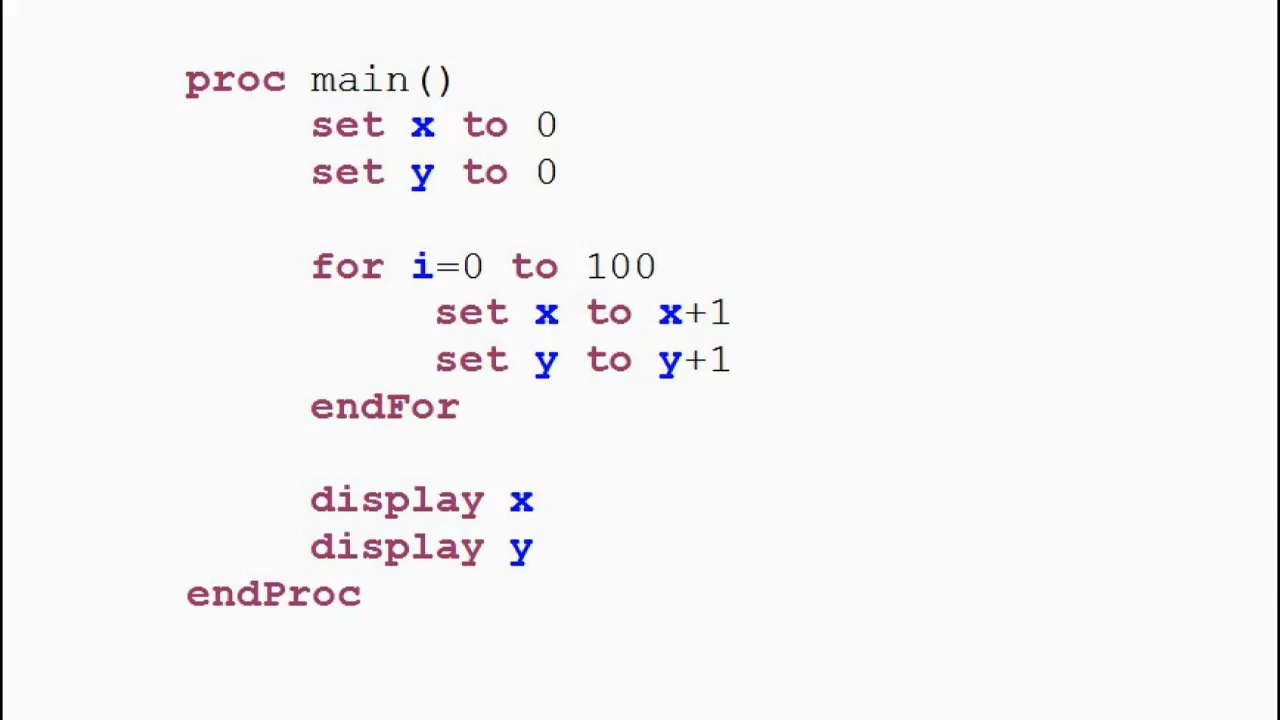 proc main()
set x to 0
set y to 0
for i=0 to 100
set x to x+1
set y to y+1
endFor
display x
display y
endProc